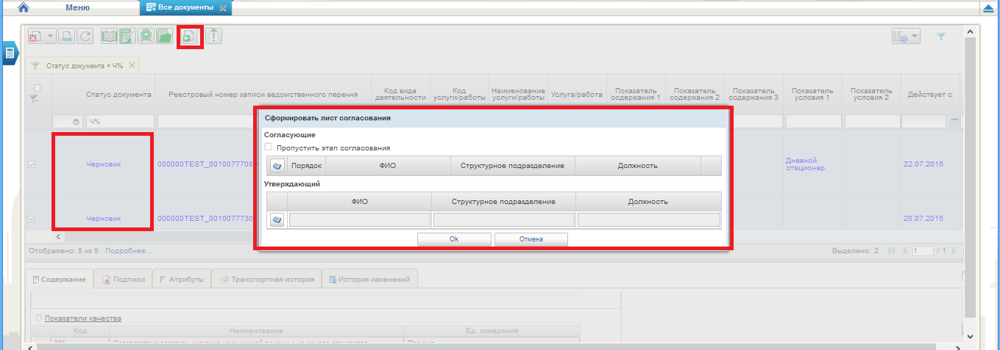 Меню
Все документы
Статус документа = Ч%
Статус документа
Реестровый номер записи ведомственного перечня
Код вида деятельности
Код услуги/работы
Наименование услуги/работы
Услуга/работа
Показатель содержания 1
Показатель содержания 2
Показатель содержания 3
Показатель условия 1
Показатель условия 2
Действует с
Ч%
Сформировать лист согласования
Согласующие
Пропустить этап согласования
Порядок ФИО Структурное подразделение Должность
Утверждающий
ФИО Структурное подразделение Должность
Ok Отмена
Черновик 000000TEST_0010077708 Дневной стационар 22.07.2015
Черновик 000000TEST_0010077730 20.07.2015
Отображено: 8 из 8 Подробнее... Выделено: 2 1 / 1
Содержание Подписи Атрибуты Транспортная история История изменений
Показатели качества
Код Наименование Ед. измерения